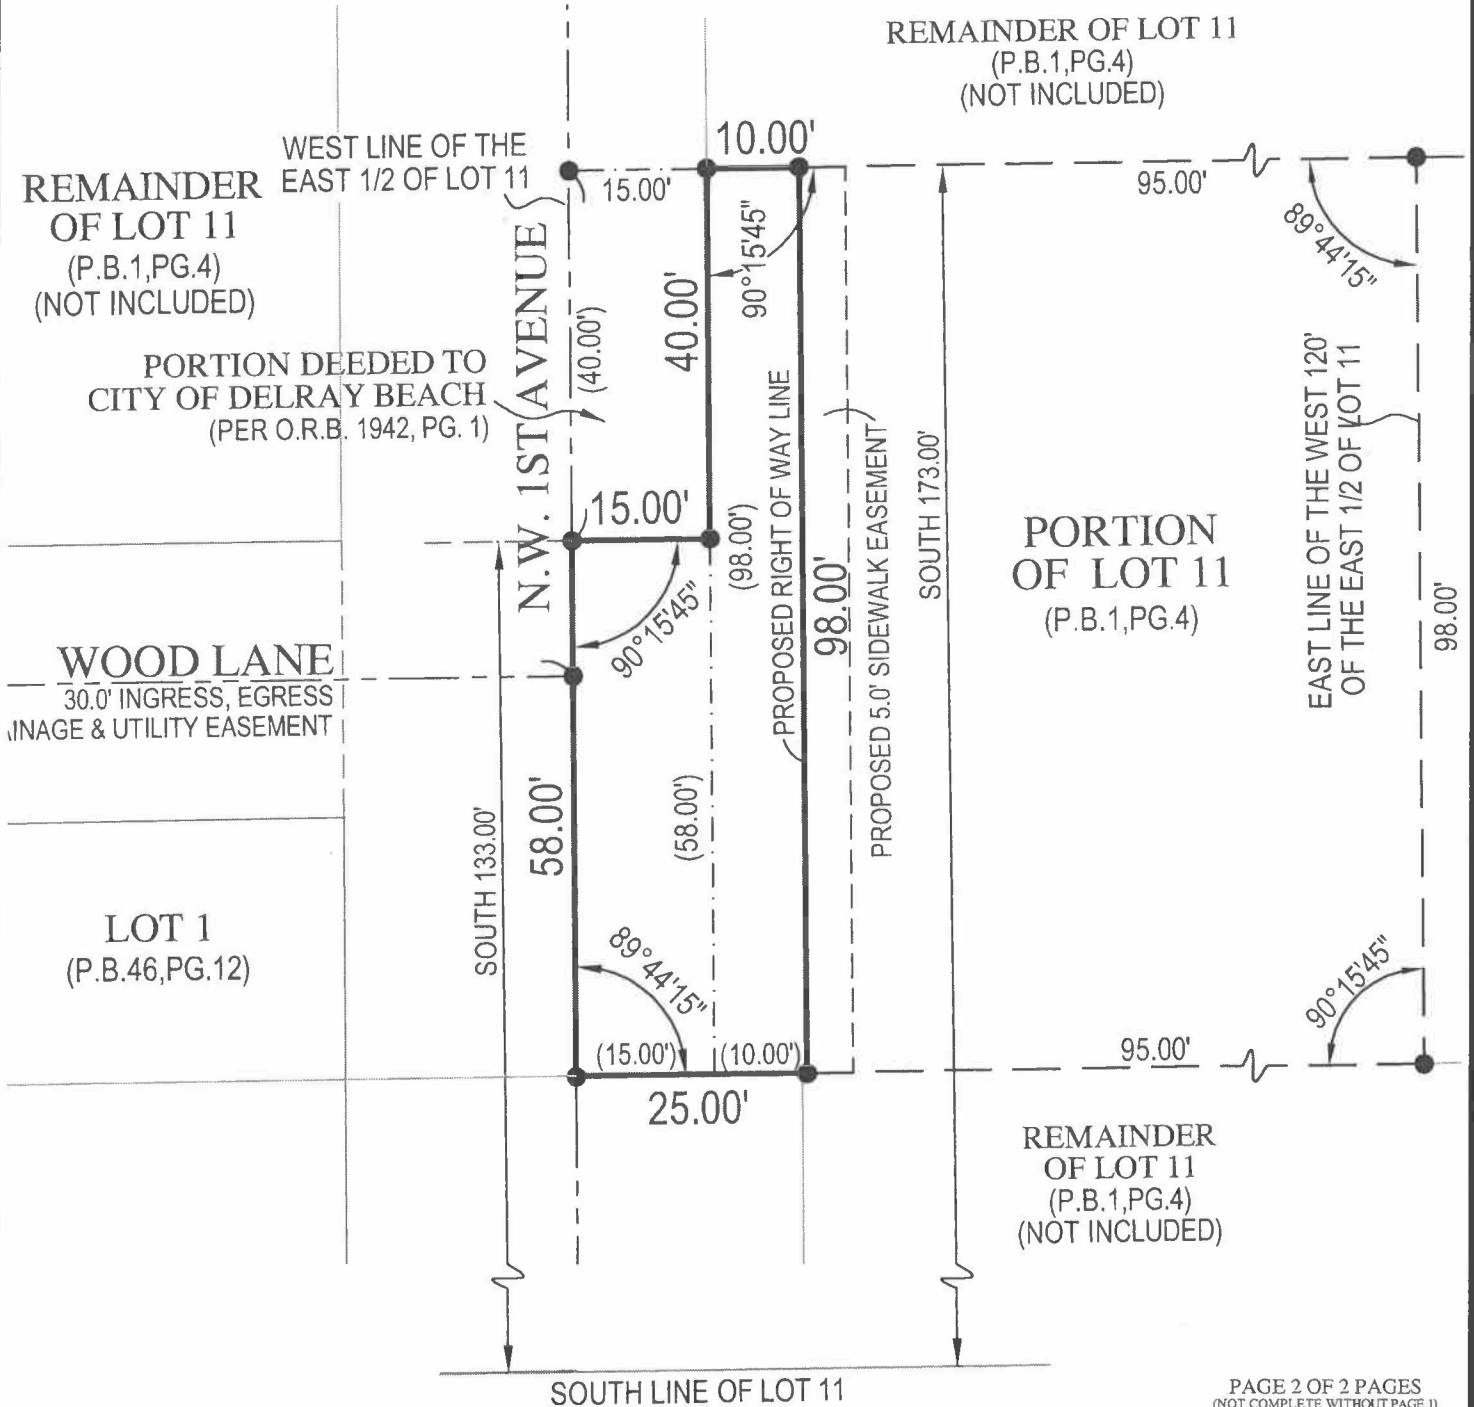 REMAINDER OF LOT 11
(P.B.1,PG.4)
(NOT INCLUDED)
WEST LINE OF THE
EAST 1/2 OF LOT 11
10.00'
15.00'
95.00'
REMAINDER
OF LOT 11
(P.B.1,PG.4)
(NOT INCLUDED)
90°15'45"
89°44'15"
N.W. 1ST AVENUE
(40.00')
40.00'
PORTION DEEDED TO
CITY OF DELRAY BEACH
(PER O.R.B. 1942, PG. 1)
PROPOSED RIGHT OF WAY LINE
PROPOSED 5.0' SIDEWALK EASEMENT
SOUTH 173.00'
EAST LINE OF THE WEST 120'
OF THE EAST 1/2 OF LOT 11
15.00'
(98.00')
98.00'
PORTION
OF LOT 11
(P.B.1,PG.4)
98.00'
90°15'45"
WOOD LANE
30.0' INGRESS, EGRESS
INAGE & UTILITY EASEMENT
58.00'
(58.00')
SOUTH 133.00'
LOT 1
(P.B.46,PG.12)
89°44'15"
90°15'45"
(15.00')
(10.00')
95.00'
25.00'
REMAINDER
OF LOT 11
(P.B.1,PG.4)
(NOT INCLUDED)
SOUTH LINE OF LOT 11
PAGE 2 OF 2 PAGES
(NOT COMPLETE WITHOUT PAGE 1)